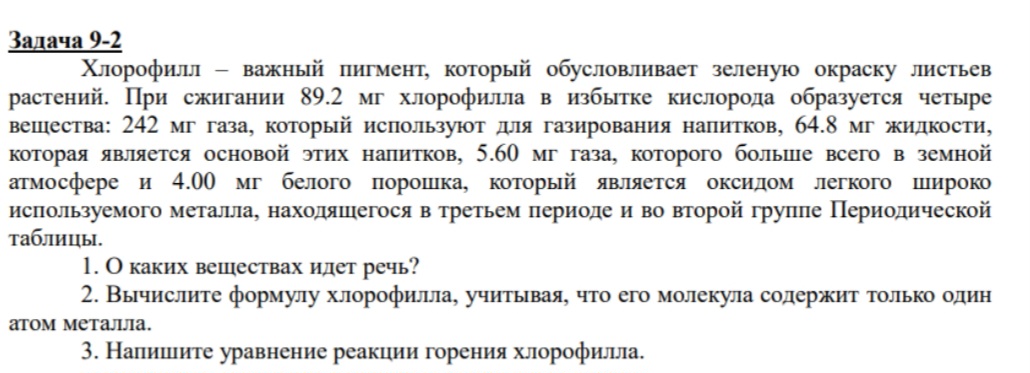 Задача 9-2
Хлорофилл – важный пигмент, который обусловливает зеленую окраску листьев
растений. При сжигании 89.2 мг хлорофилла в избытке кислорода образуется четыре
вещества: 242 мг газа, который используют для газирования напитков, 64.8 мг жидкости,
которая является основой этих напитков, 5.60 мг газа, которого больше всего в земной
атмосфере и 4.00 мг белого порошка, который является оксидом легкого широко
используемого металла, находящегося в третьем периоде и во второй группе Периодической
таблицы.
1. О каких веществах идет речь?
2. Вычислите формулу хлорофилла, учитывая, что его молекула содержит только один
атом металла.
3. Напишите уравнение реакции горения хлорофилла.